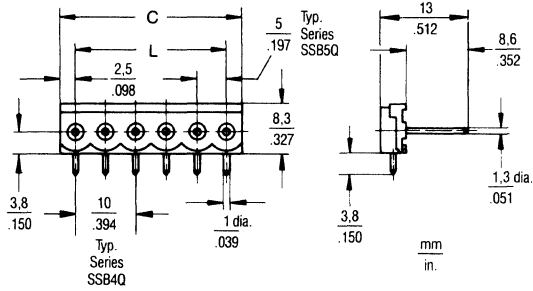 C
L
2,5
.098
5
.197
Typ.
Series
SSB5Q
8,3
.327
3,8
.150
10
.394
Typ.
Series
SSB4Q
1 dia.
.039
13
.512
8,6
.352
1,3 dia.
.051
3,8
.150
mm
in.